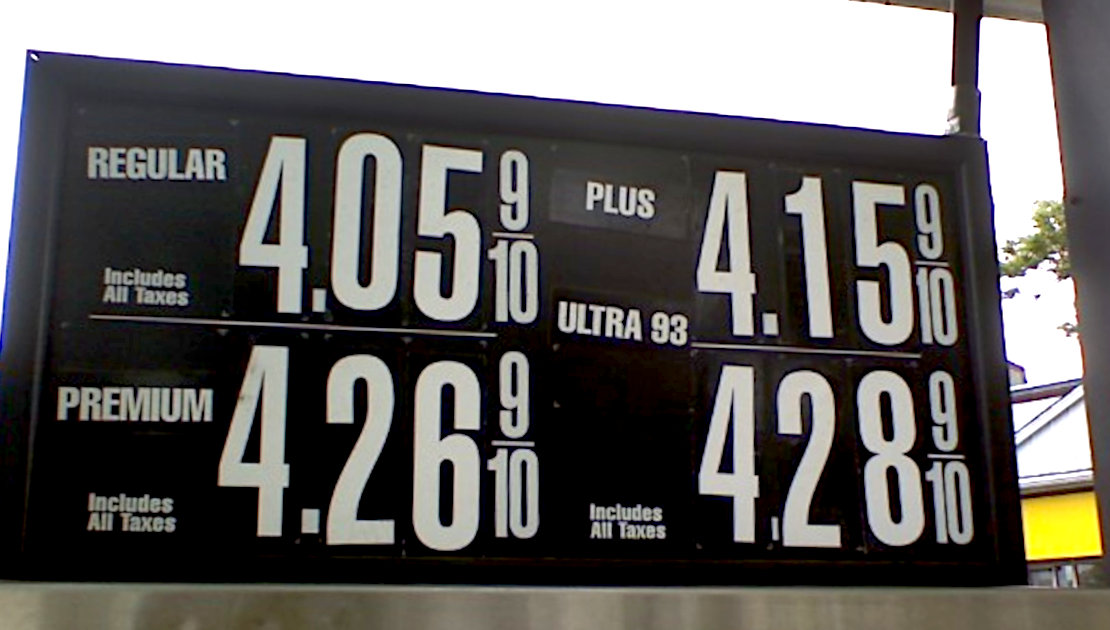 REGULAR 4.05 9/10
Includes
All Taxes
PLUS 4.15 9/10
PREMIUM 4.26 9/10
Includes
All Taxes
ULTRA 93 4.28 9/10
Includes
All Taxes